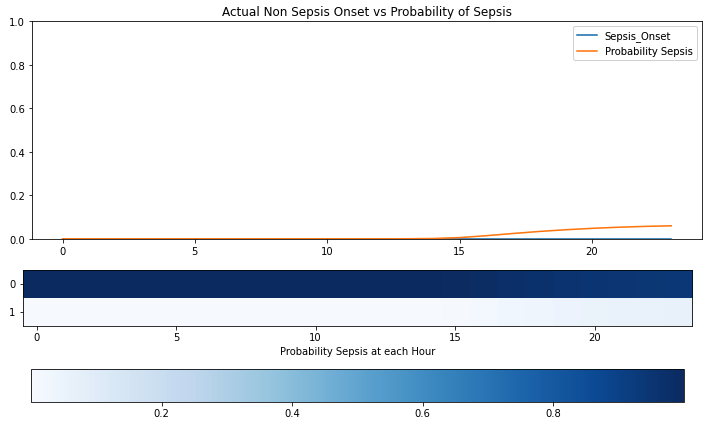 Actual Non Sepsis Onset vs Probability of Sepsis
1.0
Sepsis_Onset
Probability Sepsis
0.8
0.6
0.4
0.2
0.0
0 5 10 15 20
0
1
0 5 10 15 20
Probability Sepsis at each Hour
0.2 0.4 0.6 0.8